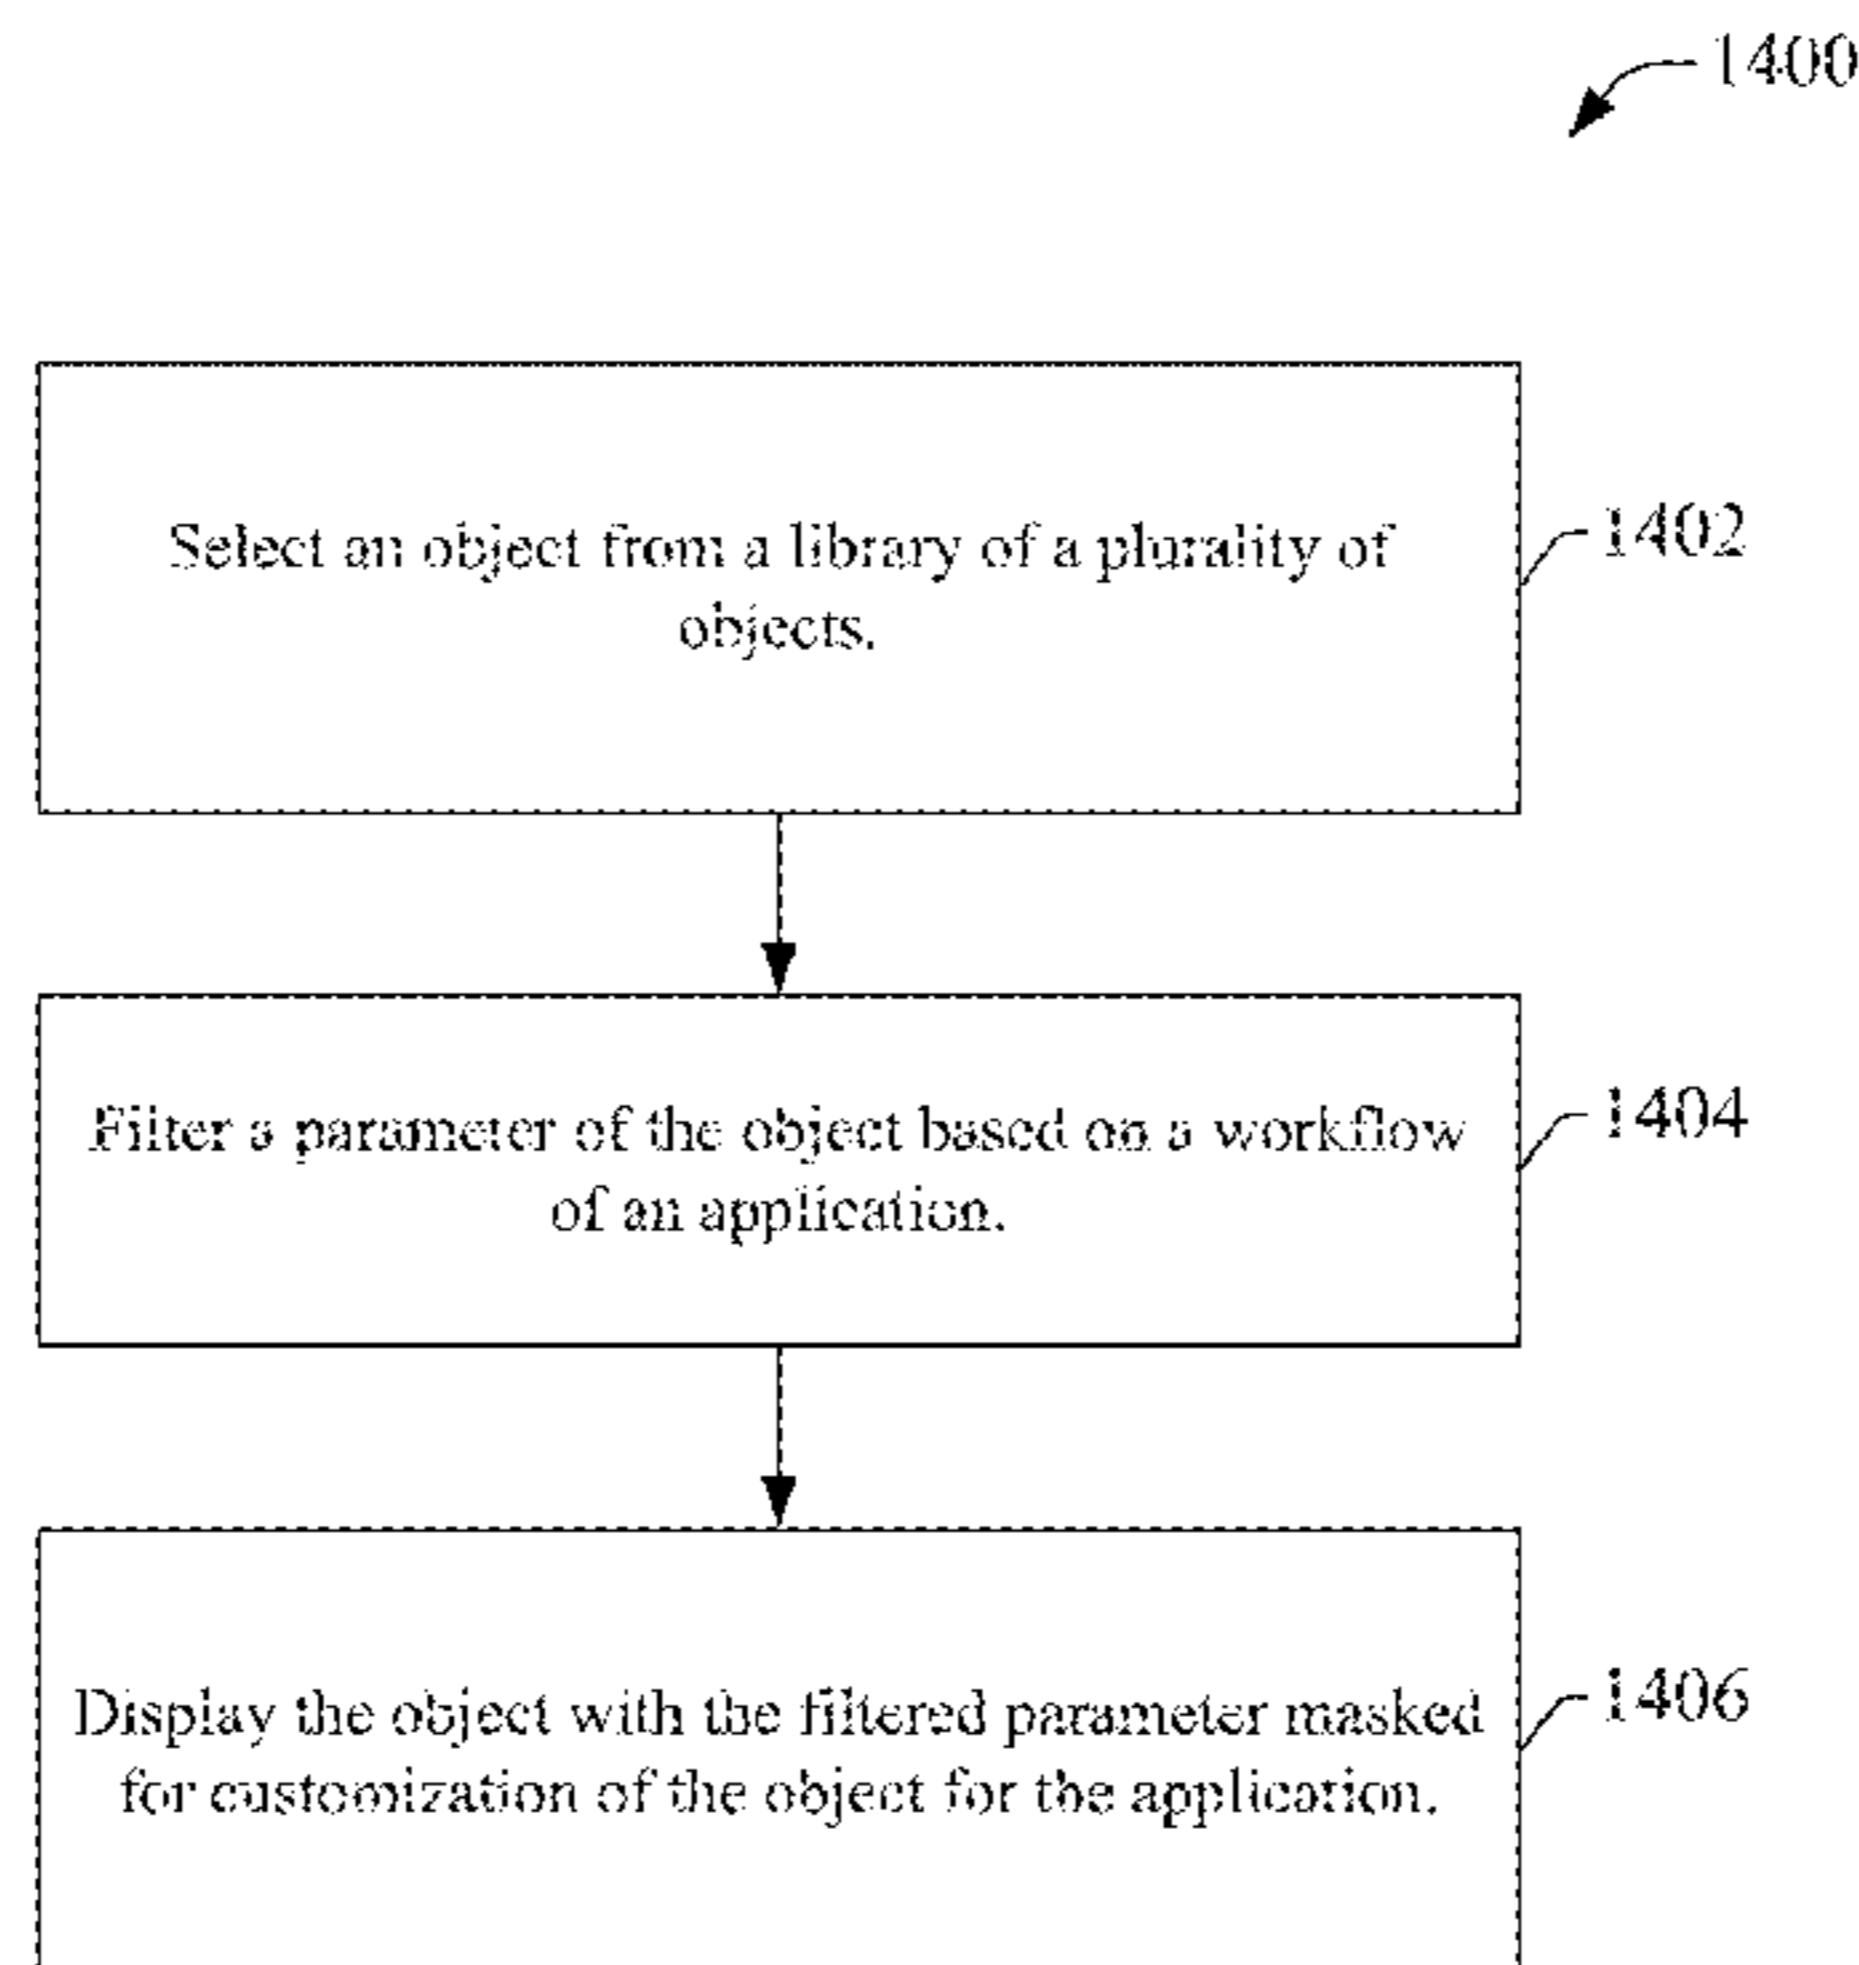 1400
Select an object from a library of a plurality of
objects.
1402
Filter a parameter of the object based on a workflow
of an application.
1404
Display the object with the filtered parameter masked
for customization of the object for the application.
1406